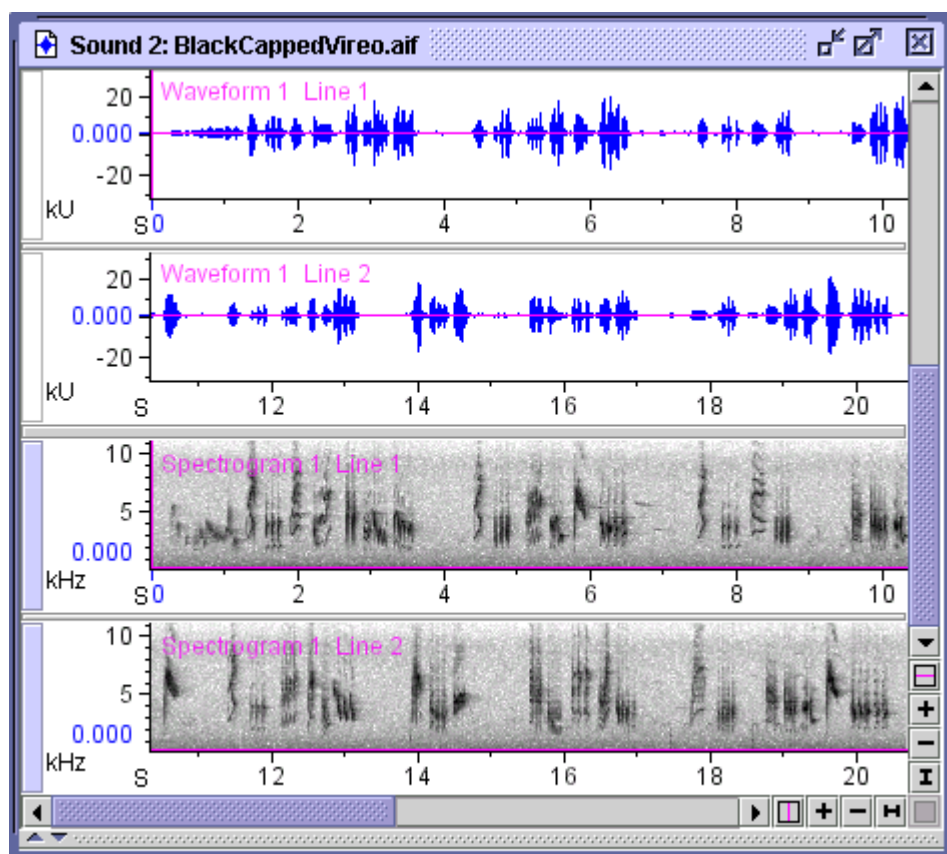 Sound 2: BlackCappedVireo.aif
Waveform 1 Line 1
20
0.000
-20
kU
S 0 2 4 6 8 10
Waveform 1 Line 2
20
0.000
-20
kU
S 12 14 16 18 20
Spectrogram 1 Line 1
10
5
0.000
kHz
S 0 2 4 6 8 10
Spectrogram 1 Line 2
10
5
0.000
kHz
S 12 14 16 18 20